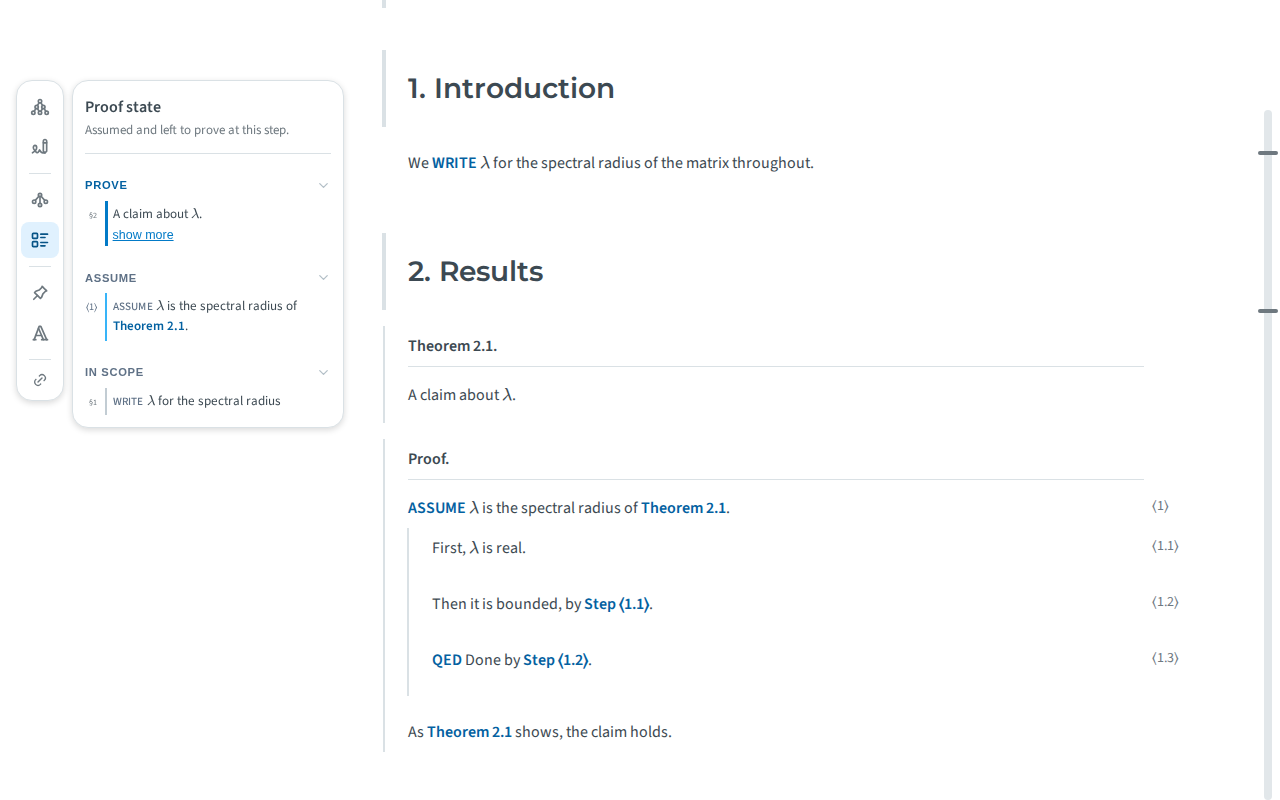 Proof state
Assumed and left to prove at this step.
PROVE
§2 A claim about λ.
show more
ASSUME
⟨1⟩ ASSUME λ is the spectral radius of
Theorem 2.1.
IN SCOPE
§1 WRITE λ for the spectral radius
1. Introduction
We WRITE λ for the spectral radius of the matrix throughout.
2. Results
Theorem 2.1.
A claim about λ.
Proof.
ASSUME λ is the spectral radius of Theorem 2.1. ⟨1⟩
First, λ is real. ⟨1.1⟩
Then it is bounded, by Step ⟨1.1⟩. ⟨1.2⟩
QED Done by Step ⟨1.2⟩. ⟨1.3⟩
As Theorem 2.1 shows, the claim holds.